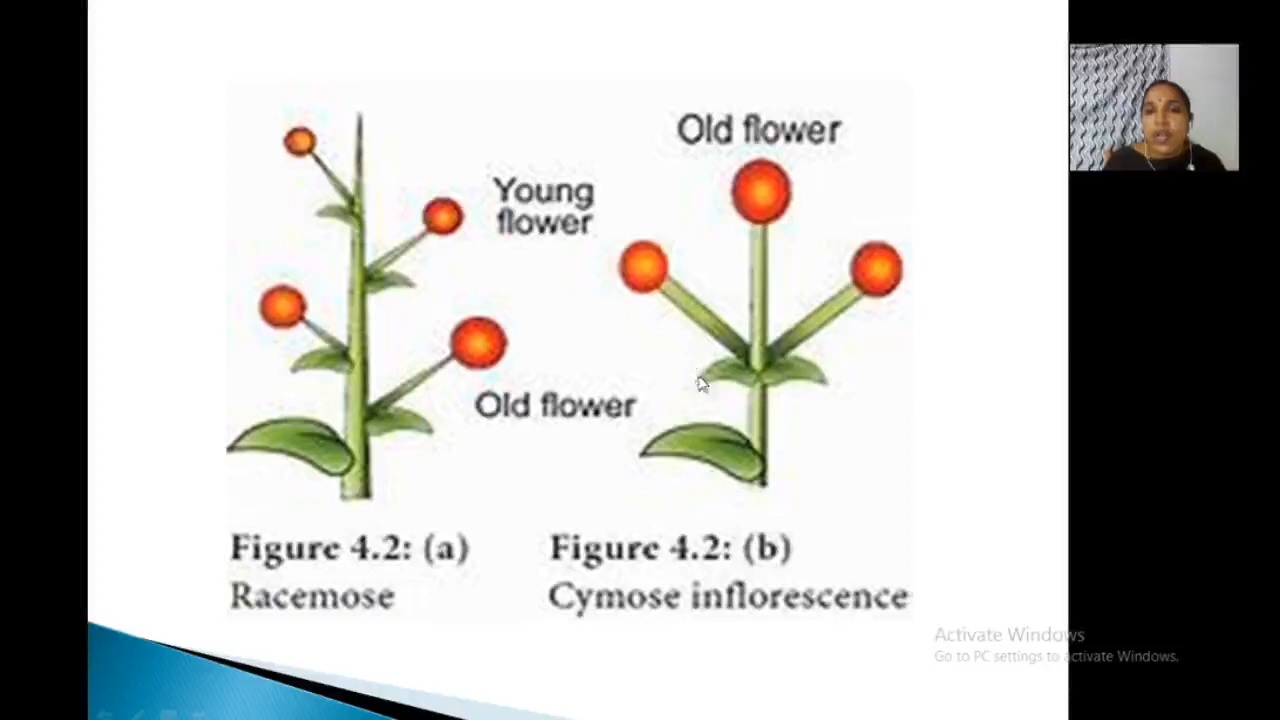 Old flower
Young
flower
Old flower
Figure 4.2: (a)
Racemose
Figure 4.2: (b)
Cymose inflorescence
Activate Windows
Go to PC settings to activate Windows.